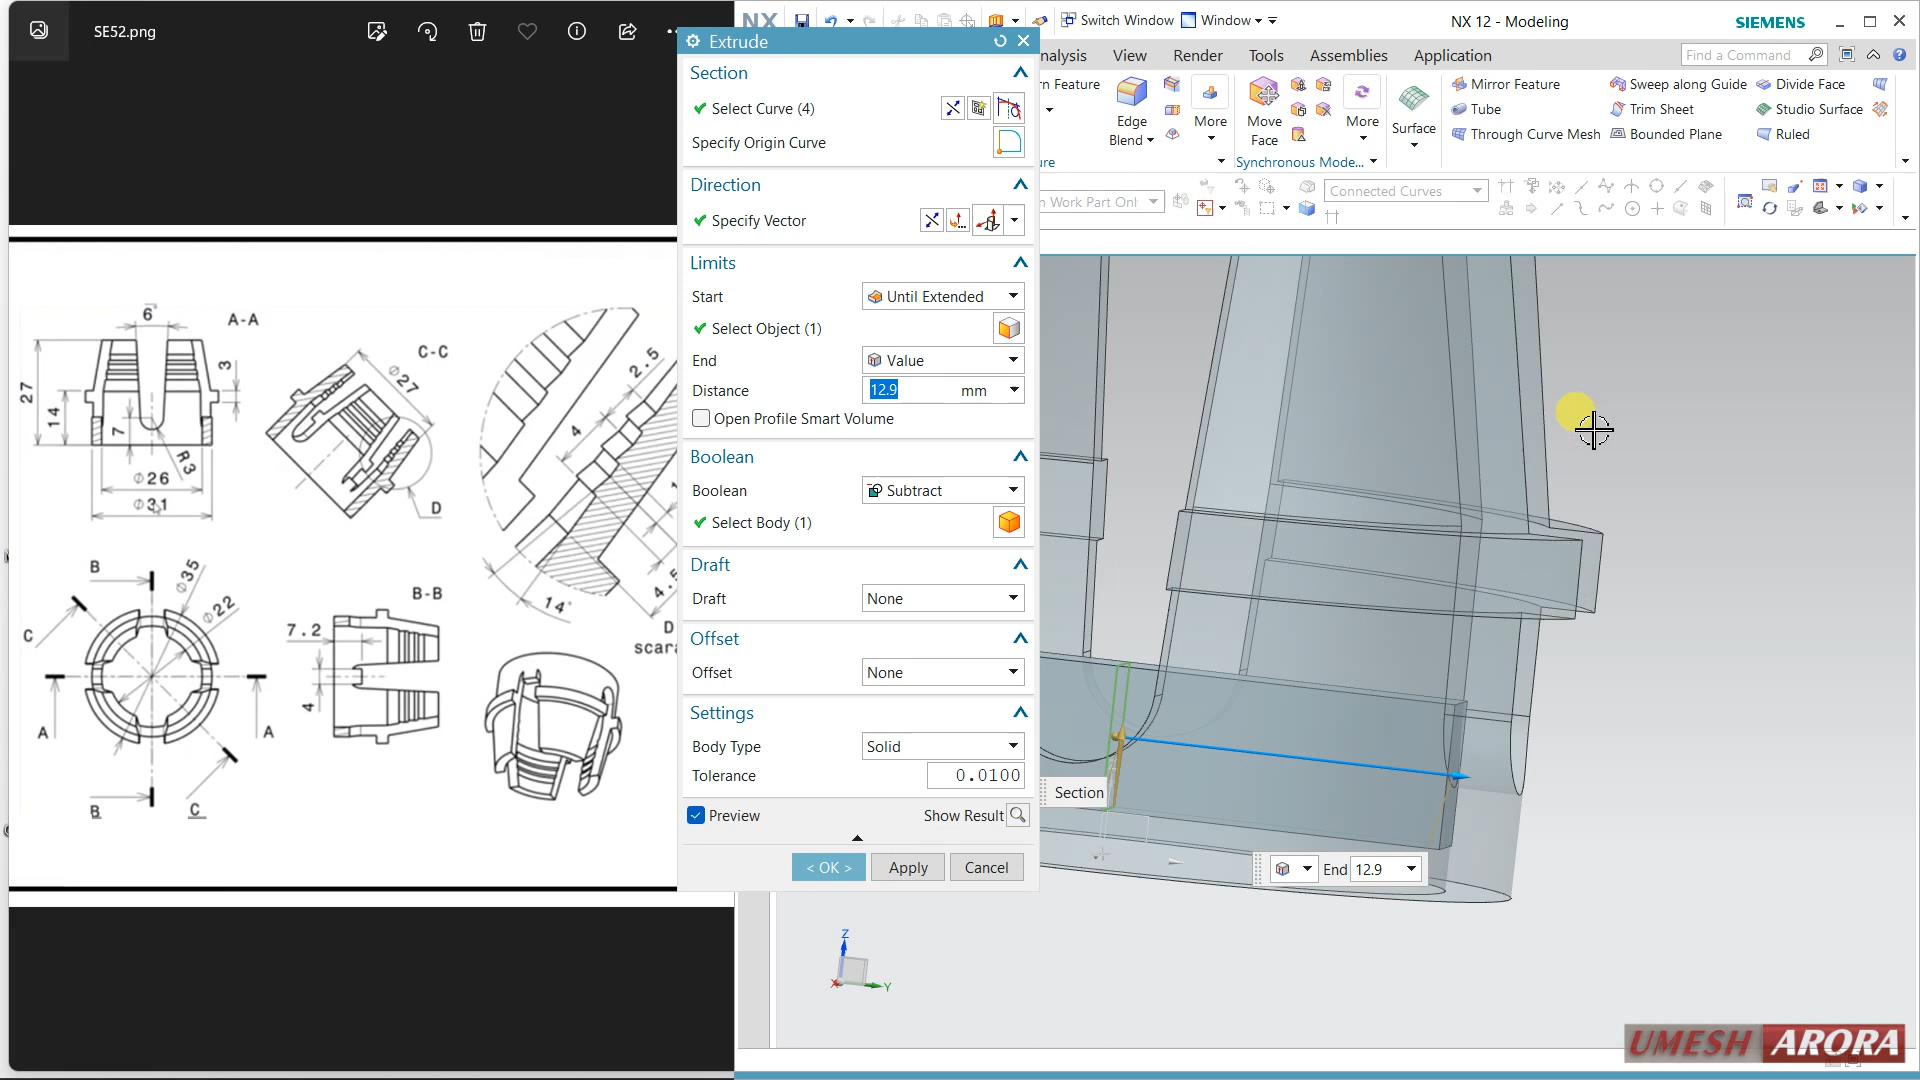 SE52.png
NX
Switch Window
Window
NX 12 - Modeling
SIEMENS
nalysis
View
Render
Tools
Assemblies
Application
Find a Command
n Feature
Edge
Blend
More
Move
Face
More
Surface
Mirror Feature
Sweep along Guide
Divide Face
Tube
Trim Sheet
Studio Surface
Through Curve Mesh
Bounded Plane
Ruled
ure
Synchronous Mode...
n Work Part Onl
Connected Curves
Extrude
Section
Select Curve (4)
Specify Origin Curve
Direction
Specify Vector
Limits
Start
Until Extended
Select Object (1)
End
Value
Distance
12.9
mm
Open Profile Smart Volume
Boolean
Boolean
Subtract
Select Body (1)
Draft
Draft
None
Offset
Offset
None
Settings
Body Type
Solid
Tolerance
0.0100
Preview
Show Result
< OK >
Apply
Cancel
6
A-A
27
14
7
3
R3
Ø26
Ø31
C-C
Ø27
D
2.5
4
14°
4.5
D
scara
B
C
Ø35
Ø22
A
A
B
C
B-B
7.2
4
Section
End
12.9
Z
X
Y
UMESH ARORA